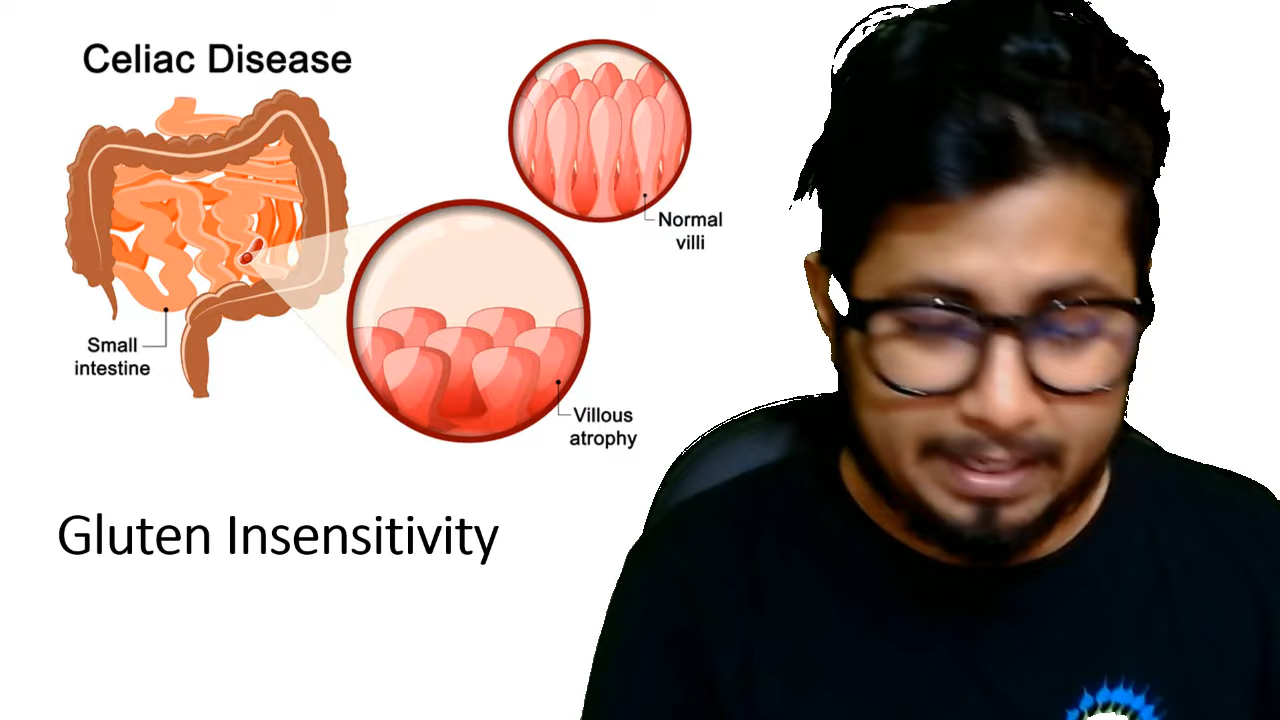 Celiac Disease
Normal
villi
Small
intestine
Villous
atrophy
Gluten Insensitivity